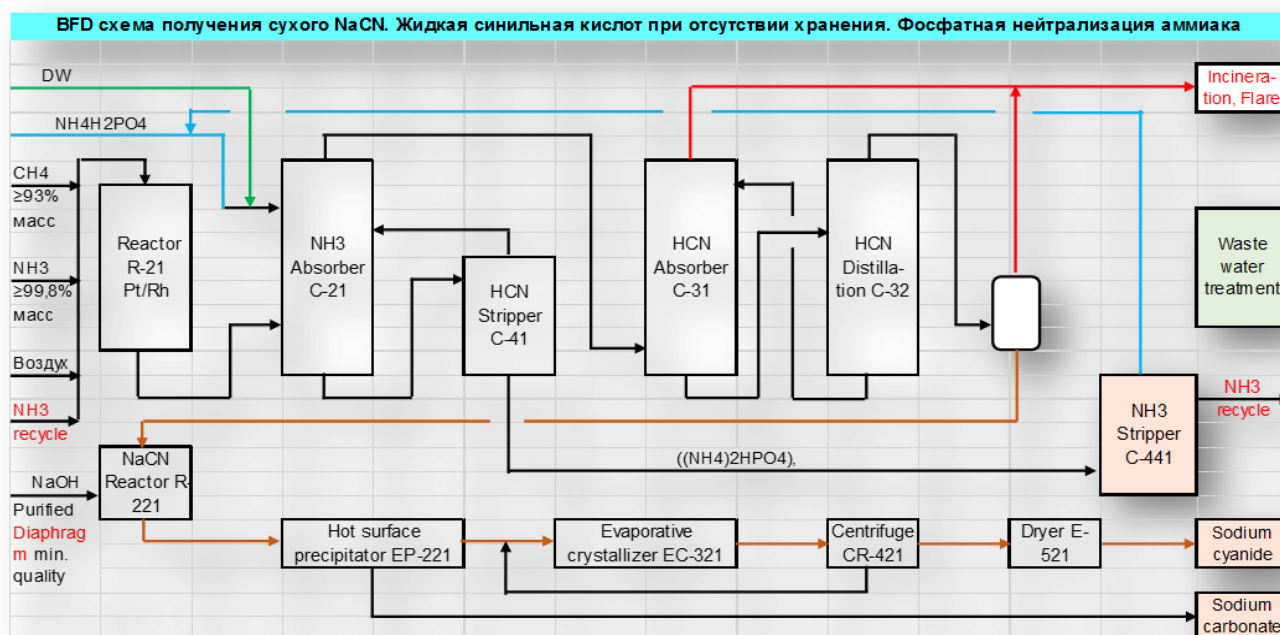 BFD схема получения сухого NaCN. Жидкая синильная кислот при отсутствии хранения. Фосфатная нейтрализация аммиака
DW
Incinera-
tion, Flare
NH4H2PO4
CH4
≥93%
масс
NH3
≥99,8%
масс
Воздух
NH3
recycle
Reactor
R-21
Pt/Rh
NH3
Absorber
C-21
HCN
Stripper
C-41
HCN
Absorber
C-31
HCN
Distilla-
tion C-32
Waste
water
treatment
NH3
recycle
NH3
Stripper
C-441
((NH4)2HPO4),
NaCN
Reactor R-
221
NaOH
Purified
Diaphrag
m min.
quality
Hot surface
precipitator EP-221
Evaporative
crystallizer EC-321
Centrifuge
CR-421
Dryer E-
521
Sodium
cyanide
Sodium
carbonate